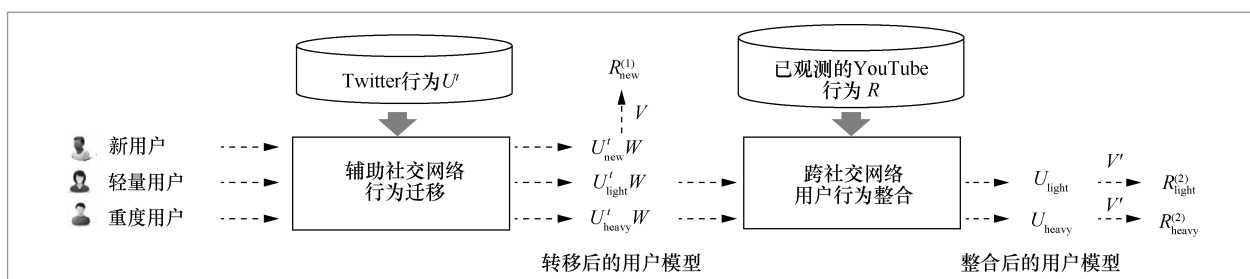 Twitter行为Uᵗ
已观测的YouTube
行为 R
R_new^(1)
V
新用户
轻量用户
重度用户
辅助社交网络
行为迁移
U_new^t W
U_light^t W
U_heavy^t W
跨社交网络
用户行为整合
U_light
V′
R_light^(2)
U_heavy
V′
R_heavy^(2)
转移后的用户模型
整合后的用户模型